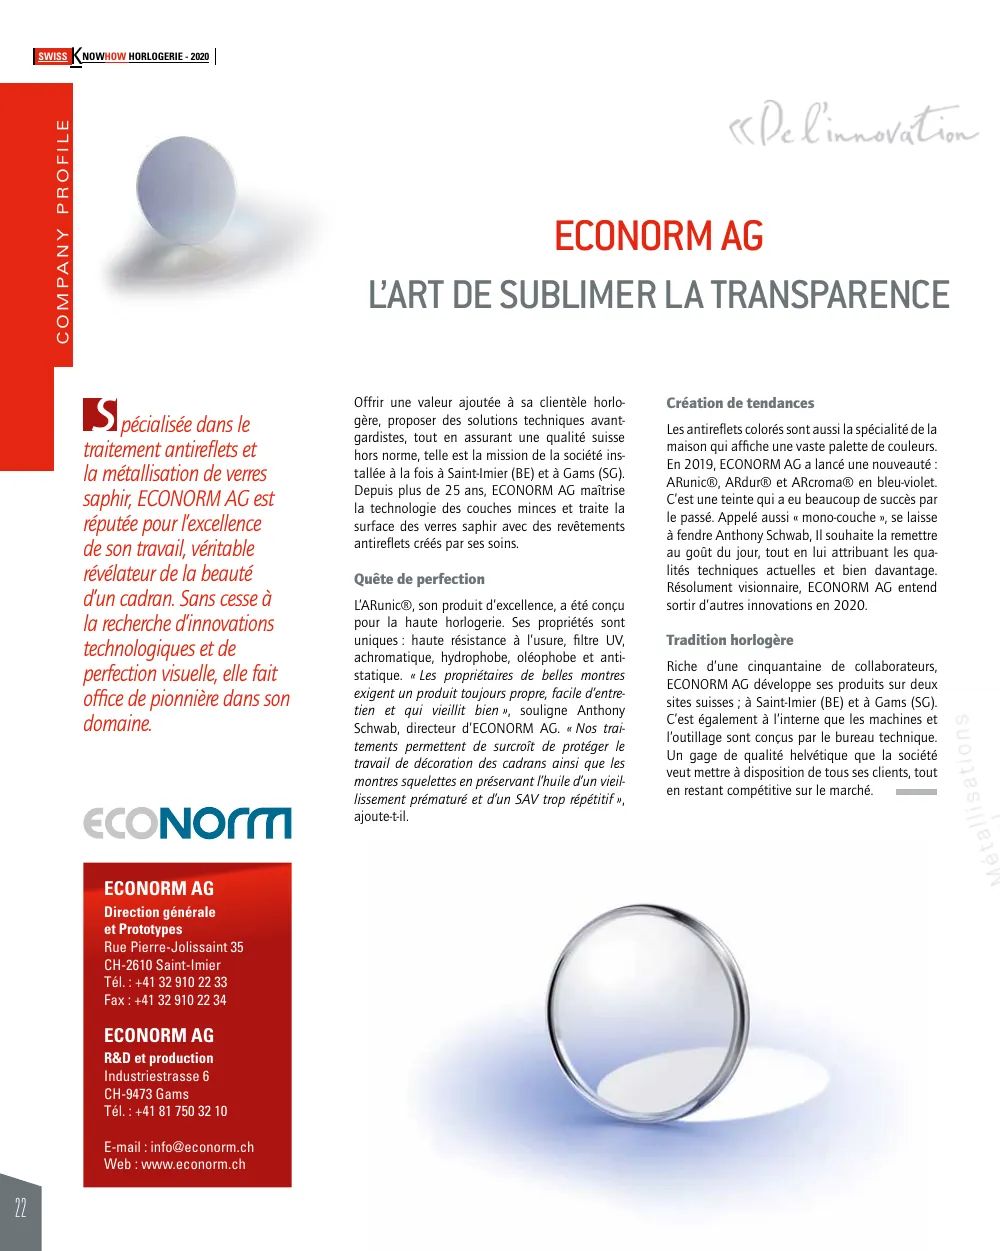 SWISS KNOWHOW HORLOGERIE - 2020
COMPANY PROFILE
«De l'innovation
ECONORM AG
L'ART DE SUBLIMER LA TRANSPARENCE
Spécialisée dans le
traitement antireflets et
la métallisation de verres
saphir, ECONORM AG est
réputée pour l'excellence
de son travail, véritable
révélateur de la beauté
d'un cadran. Sans cesse à
la recherche d'innovations
technologiques et de
perfection visuelle, elle fait
office de pionnière dans son
domaine.
ECONORM
ECONORM AG
Direction générale
et Prototypes
Rue Pierre-Jolissaint 35
CH-2610 Saint-Imier
Tél. : +41 32 910 22 33
Fax : +41 32 910 22 34
ECONORM AG
R&D et production
Industriestrasse 6
CH-9473 Gams
Tél. : +41 81 750 32 10
E-mail : info@econorm.ch
Web : www.econorm.ch
Offrir une valeur ajoutée à sa clientèle horlo-
gère, proposer des solutions techniques avant-
gardistes, tout en assurant une qualité suisse
hors norme, telle est la mission de la société ins-
tallée à la fois à Saint-Imier (BE) et à Gams (SG).
Depuis plus de 25 ans, ECONORM AG maîtrise
la technologie des couches minces et traite la
surface des verres saphir avec des revêtements
antireflets créés par ses soins.
Quête de perfection
L'ARunic®, son produit d'excellence, a été conçu
pour la haute horlogerie. Ses propriétés sont
uniques : haute résistance à l'usure, filtre UV,
achromatique, hydrophobe, oléophobe et anti-
statique. « Les propriétaires de belles montres
exigent un produit toujours propre, facile d'entre-
tien et qui vieillit bien », souligne Anthony
Schwab, directeur d'ECONORM AG. « Nos trai-
tements permettent de surcroît de protéger le
travail de décoration des cadrans ainsi que les
montres squelettes en préservant l'huile d'un vieil-
lissement prématuré et d'un SAV trop répétitif »,
ajoute-t-il.
Création de tendances
Les antireflets colorés sont aussi la spécialité de la
maison qui affiche une vaste palette de couleurs.
En 2019, ECONORM AG a lancé une nouveauté :
ARunic®, ARdur® et ARcroma® en bleu-violet.
C'est une teinte qui a eu beaucoup de succès par
le passé. Appelé aussi « mono-couche », se laisse
à fendre Anthony Schwab, Il souhaite la remettre
au goût du jour, tout en lui attribuant les qua-
lités techniques actuelles et bien davantage.
Résolument visionnaire, ECONORM AG entend
sortir d'autres innovations en 2020.
Tradition horlogère
Riche d'une cinquantaine de collaborateurs,
ECONORM AG développe ses produits sur deux
sites suisses ; à Saint-Imier (BE) et à Gams (SG).
C'est également à l'interne que les machines et
l'outillage sont conçus par le bureau technique.
Un gage de qualité helvétique que la société
veut mettre à disposition de tous ses clients, tout
en restant compétitive sur le marché.
Métallisations
22